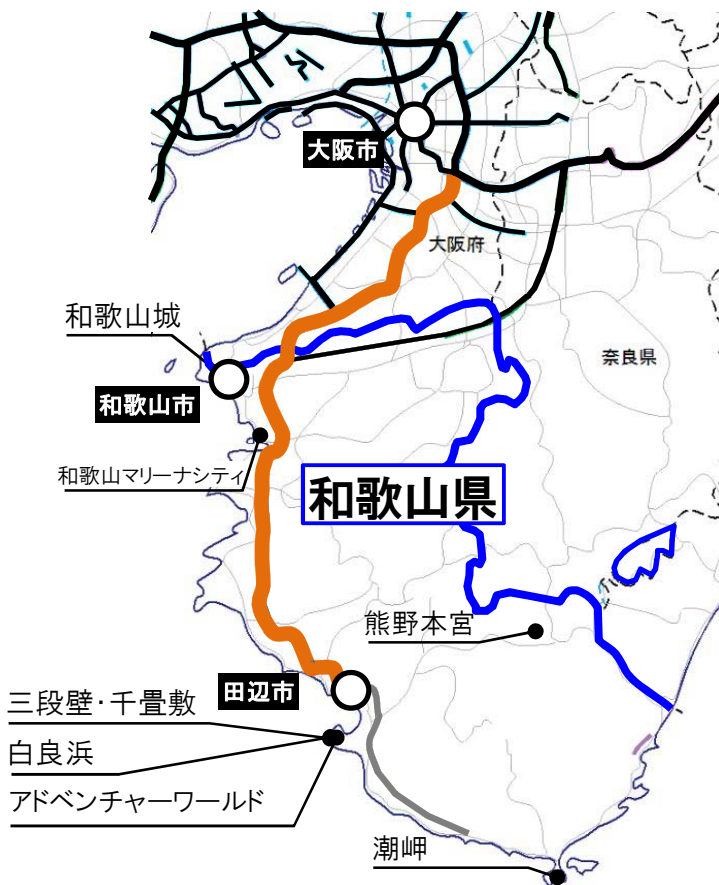 大阪市
大阪府
和歌山城
奈良県
和歌山市
和歌山マリーナシティ
和歌山県
熊野本宮
田辺市
三段壁・千畳敷
白良浜
アドベンチャーワールド
潮岬